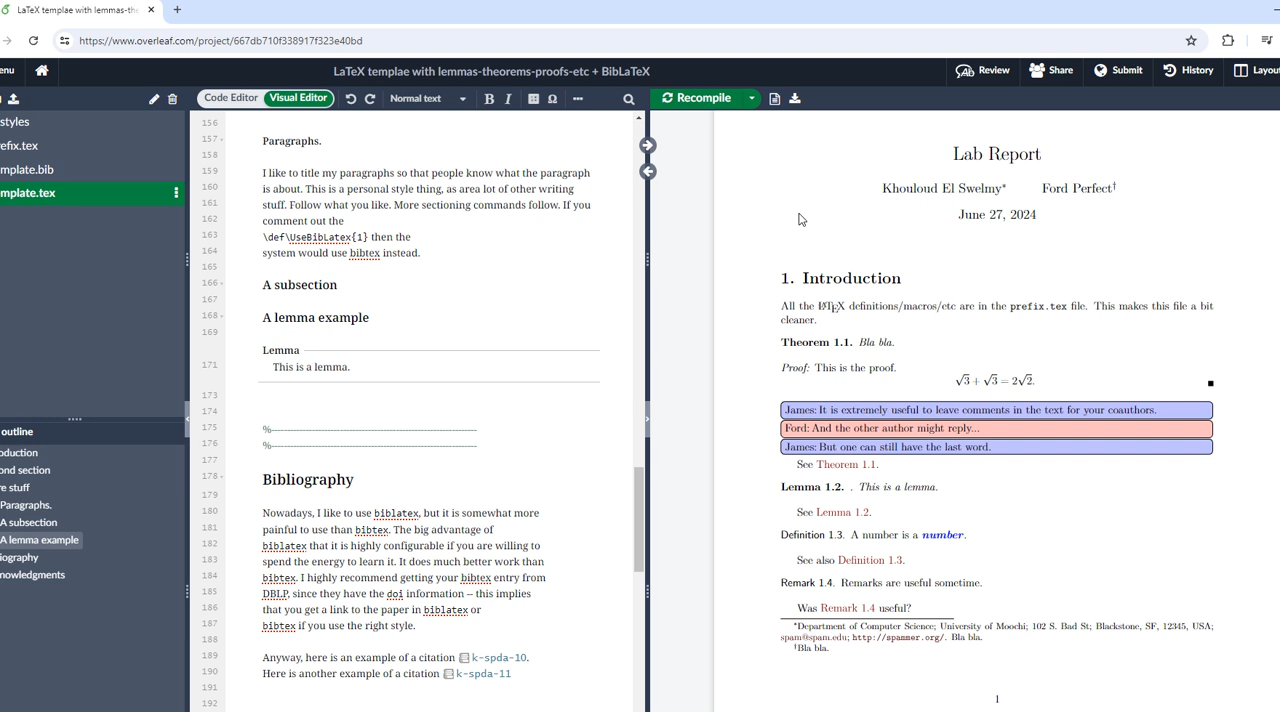 LaTeX templae with lemmas-the
https://www.overleaf.com/project/667db710f338917f323e40bd
enu
LaTeX templae with lemmas-theorems-proofs-etc + BibLaTeX
Review
Share
Submit
History
Layou
Code Editor
Visual Editor
Normal text
B
I
Ω
Recompile
styles
efix.tex
mplate.bib
mplate.tex
outline
oduction
ond section
re stuff
Paragraphs.
A subsection
A lemma example
iography
nowledgments
156
157
158
159
160
161
162
163
164
165
166
167
168
169
171
173
174
175
176
177
178
179
180
181
182
183
184
185
186
187
188
189
190
191
192
Paragraphs.
I like to title my paragraphs so that people know what the paragraph
is about. This is a personal style thing, as area lot of other writing
stuff. Follow what you like. More sectioning commands follow. If you
comment out the
\def\UseBibLatex{1} then the
system would use bibtex instead.
A subsection
A lemma example
Lemma
This is a lemma.
%--------------------------------------------------
%--------------------------------------------------
Bibliography
Nowadays, I like to use biblatex, but it is somewhat more
painful to use than bibtex. The big advantage of
biblatex that it is highly configurable if you are willing to
spend the energy to learn it. It does much better work than
bibtex. I highly recommend getting your bibtex entry from
DBLP, since they have the doi information -- this implies
that you get a link to the paper in biblatex or
bibtex if you use the right style.
Anyway, here is an example of a citation k-spda-10.
Here is another example of a citation k-spda-11
Lab Report
Khouloud El Swelmy* Ford Perfect†
June 27, 2024
1. Introduction
All the LATEX definitions/macros/etc are in the prefix.tex file. This makes this file a bit
cleaner.
Theorem 1.1. Bla bla.
Proof: This is the proof.
√3 + √3 = 2√2. ■
James: It is extremely useful to leave comments in the text for your coauthors.
Ford: And the other author might reply...
James: But one can still have the last word.
See Theorem 1.1.
Lemma 1.2. . This is a lemma.
See Lemma 1.2.
Definition 1.3. A number is a number.
See also Definition 1.3.
Remark 1.4. Remarks are useful sometime.
Was Remark 1.4 useful?
*Department of Computer Science; University of Moochi; 102 S. Bad St; Blackstone, SF, 12345, USA;
spam@spam.edu; http://spammer.org/. Bla bla.
†Bla bla.
1